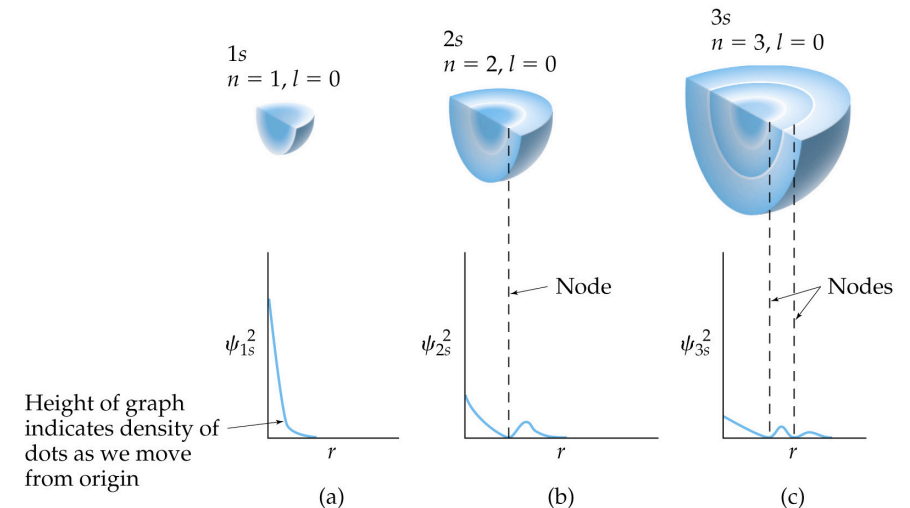 1s
n = 1, l = 0
2s
n = 2, l = 0
3s
n = 3, l = 0
Node
Nodes
ψ1s²
ψ2s²
ψ3s²
Height of graph
indicates density of
dots as we move
from origin
r
r
r
(a)
(b)
(c)